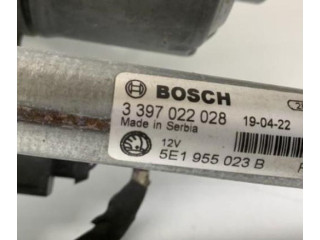 BOSCH
3 397 022 028 19-04-22
Made in Serbia
12V
5E1 955 023 B